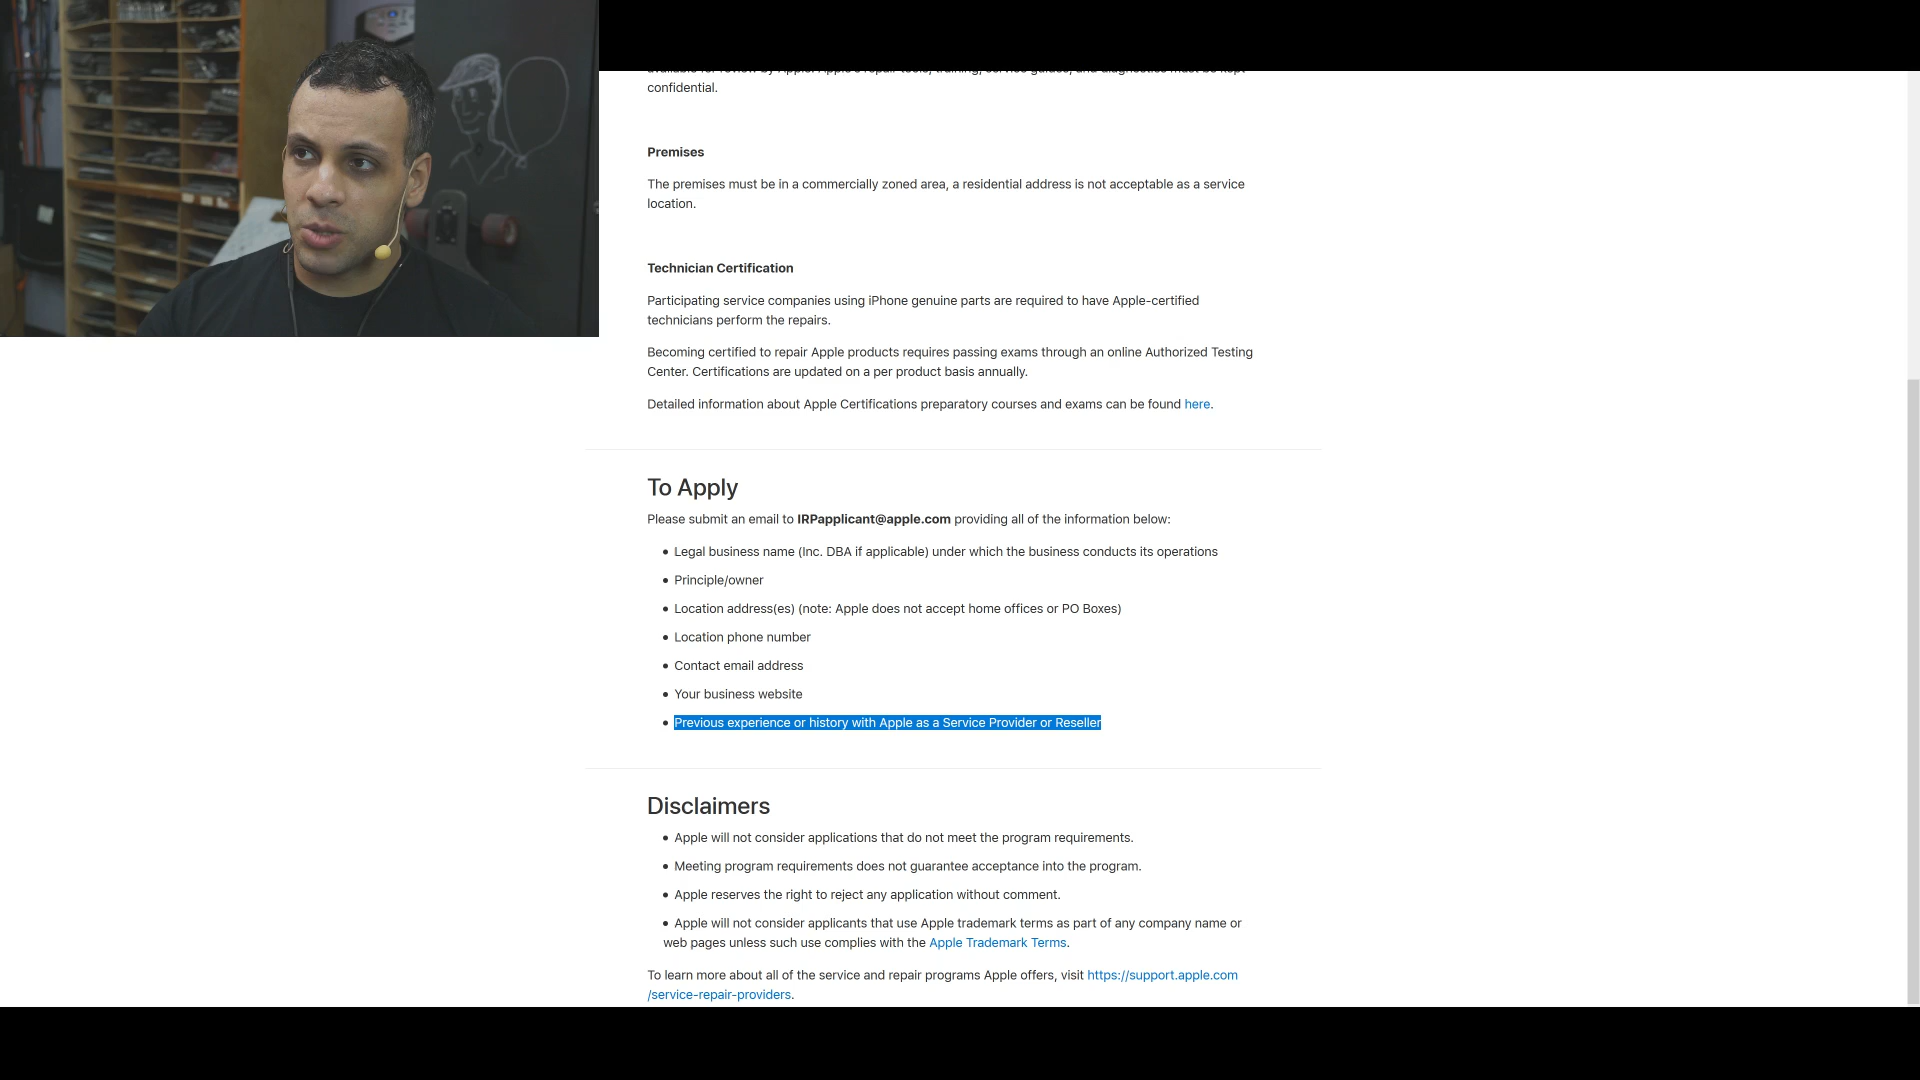 available for review by Apple. Apple's repair tools, training, service guides, and diagnostics must be kept
confidential.
Premises
The premises must be in a commercially zoned area, a residential address is not acceptable as a service
location.
Technician Certification
Participating service companies using iPhone genuine parts are required to have Apple-certified
technicians perform the repairs.
Becoming certified to repair Apple products requires passing exams through an online Authorized Testing
Center. Certifications are updated on a per product basis annually.
Detailed information about Apple Certifications preparatory courses and exams can be found here.
To Apply
Please submit an email to IRPapplicant@apple.com providing all of the information below:
• Legal business name (Inc. DBA if applicable) under which the business conducts its operations
• Principle/owner
• Location address(es) (note: Apple does not accept home offices or PO Boxes)
• Location phone number
• Contact email address
• Your business website
• Previous experience or history with Apple as a Service Provider or Reseller
Disclaimers
• Apple will not consider applications that do not meet the program requirements.
• Meeting program requirements does not guarantee acceptance into the program.
• Apple reserves the right to reject any application without comment.
• Apple will not consider applicants that use Apple trademark terms as part of any company name or
web pages unless such use complies with the Apple Trademark Terms.
To learn more about all of the service and repair programs Apple offers, visit https://support.apple.com
/service-repair-providers.